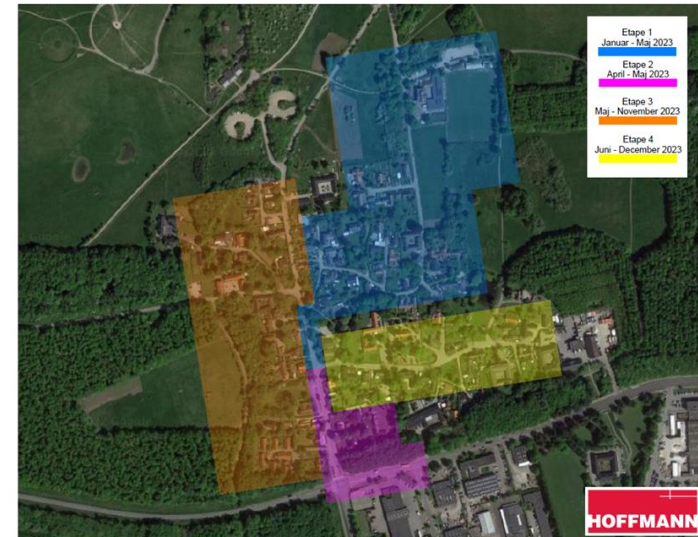 Etape 1
Januar - Maj 2023
Etape 2
April - Maj 2023
Etape 3
Maj - November 2023
Etape 4
Juni - December 2023
HOFFMANN